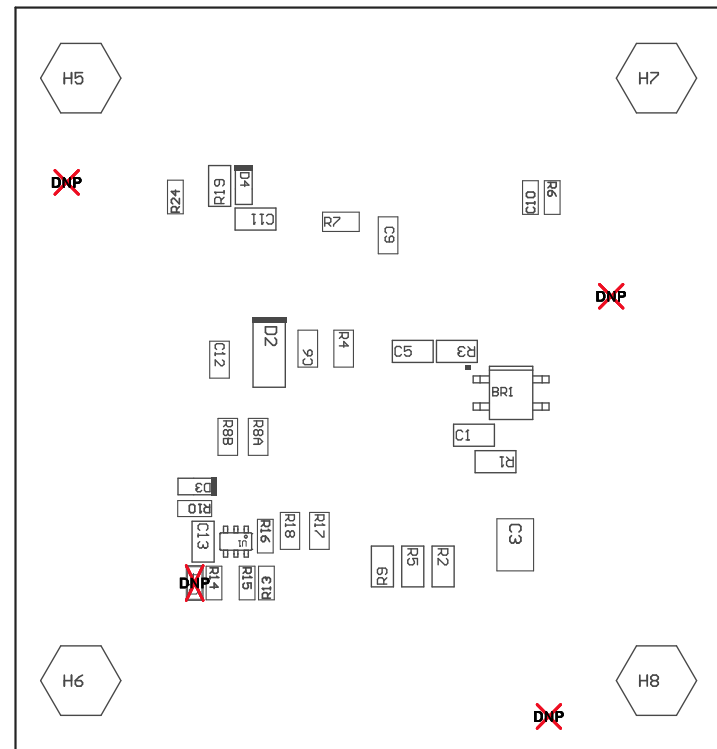 H5
H7
DNP
R24
R19
D4
C11
R7
C9
C10
R6
DNP
C12
D2
C6
R4
C5
R3
BR1
R8B
R8A
C1
R1
D3
R10
C13
R16
R18
R17
C3
DNP
R14
R15
R13
R9
R5
R2
H6
H8
DNP